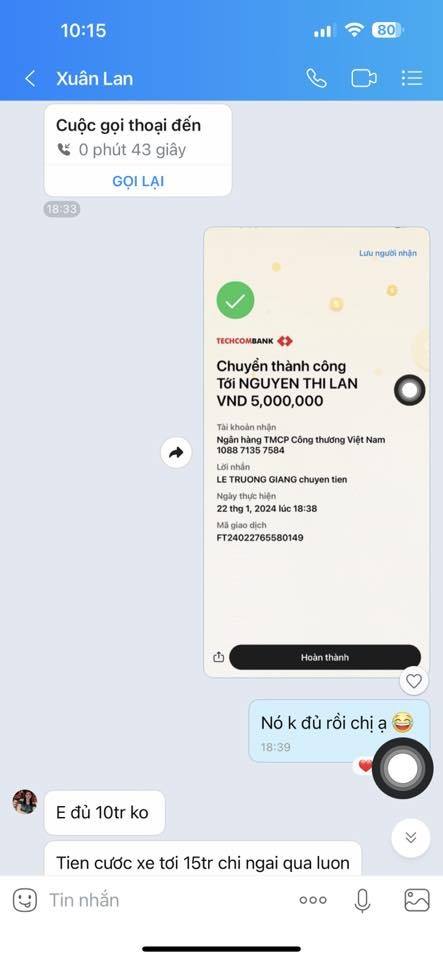 10:15
80
Xuân Lan
Cuộc gọi thoại đến
0 phút 43 giây
GỌI LẠI
18:33
Lưu người nhận
TECHCOMBANK
Chuyển thành công
Tới NGUYEN THI LAN
VND 5,000,000
Tài khoản nhận
Ngân hàng TMCP Công thương Việt Nam
1088 7135 7584
Lời nhắn
LE TRUONG GIANG chuyen tien
Ngày thực hiện
22 thg 1, 2024 lúc 18:38
Mã giao dịch
FT24022765580149
Hoàn thành
Nó k đủ rồi chị ạ 😂
18:39
E đủ 10tr ko
Tien cược xe tới 15tr chi ngai qua luon
Tin nhắn